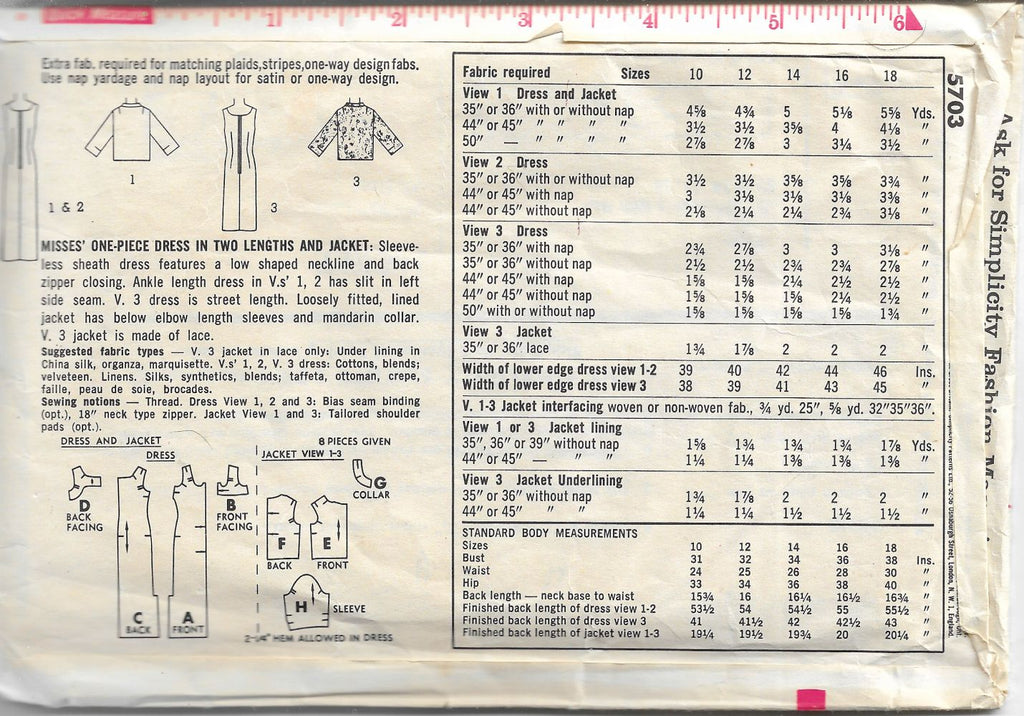 1 2 3 4 5 6
Extra fab. required for matching plaids, stripes, one-way design fabs.
Use nap yardage and nap layout for satin or one-way design.
1
3
1 & 2
3
MISSES' ONE-PIECE DRESS IN TWO LENGTHS AND JACKET: Sleeve-
less sheath dress features a low shaped neckline and back
zipper closing. Ankle length dress in V.s' 1, 2 has slit in left
side seam. V. 3 dress is street length. Loosely fitted, lined
jacket has below elbow length sleeves and mandarin collar.
V. 3 jacket is made of lace.
Suggested fabric types — V. 3 jacket in lace only: Under lining in
China silk, organza, marquisette. V.s' 1, 2, V. 3 dress: Cottons, blends;
velveteen. Linens. Silks, synthetics, blends; taffeta, ottoman, crepe,
faille, peau de soie, brocades.
Sewing notions — Thread. Dress View 1, 2 and 3: Bias seam binding
(opt.), 18" neck type zipper. Jacket View 1 and 3: Tailored shoulder
pads (opt.).
DRESS AND JACKET
8 PIECES GIVEN
DRESS
JACKET VIEW 1-3
D
BACK
FACING
B
FRONT
FACING
G
COLLAR
F
BACK
E
FRONT
C
BACK
A
FRONT
H
SLEEVE
2-1/4" HEM ALLOWED IN DRESS
Fabric required Sizes 10 12 14 16 18
View 1 Dress and Jacket
35" or 36" with or without nap 4⅝ 4¾ 5 5⅛ 5⅝ Yds.
44" or 45" " " " " 3½ 3½ 3⅝ 4 4⅛ "
50" — " " " " 2⅞ 2⅞ 3 3¼ 3½ "
View 2 Dress
35" or 36" with or without nap 3½ 3½ 3⅝ 3⅝ 3¾ "
44" or 45" with nap 3 3⅛ 3⅛ 3⅛ 3⅜ "
44" or 45" without nap 2⅛ 2¼ 2¼ 2¾ 3⅛ "
View 3 Dress
35" or 36" with nap 2¾ 2⅞ 3 3 3⅛ "
35" or 36" without nap 2½ 2½ 2¾ 2¾ 2⅞ "
44" or 45" with nap 1⅝ 1⅝ 2¼ 2½ 2½ "
44" or 45" without nap 1⅝ 1⅝ 1⅝ 2¼ 2½ "
50" with or without nap 1⅝ 1⅝ 1⅝ 1⅝ 1¾ "
View 3 Jacket
35" or 36" lace 1¾ 1⅞ 2 2 2 "
Width of lower edge dress view 1-2 39 40 42 44 46 Ins.
Width of lower edge dress view 3 38 39 41 43 45 "
V. 1-3 Jacket interfacing woven or non-woven fab., ¾ yd. 25", ⅝ yd. 32"35"36".
View 1 or 3 Jacket lining
35", 36" or 39" without nap 1⅝ 1¾ 1¾ 1¾ 1⅞ Yds.
44" or 45" — " " 1¼ 1¼ 1⅜ 1⅜ 1⅜ "
View 3 Jacket Underlining
35" or 36" without nap 1¾ 1⅞ 2 2 2 "
44" or 45" " " 1¼ 1¼ 1½ 1½ 1½ "
STANDARD BODY MEASUREMENTS
Sizes 10 12 14 16 18
Bust 31 32 34 36 38 Ins.
Waist 24 25 26 28 30 "
Hip 33 34 36 38 40 "
Back length — neck base to waist 15¾ 16 16¼ 16½ 16¾ "
Finished back length of dress view 1-2 53½ 54 54½ 55 55½ "
Finished back length of dress view 3 41 41½ 42 42½ 43 "
Finished back length of jacket view 1-3 19¼ 19½ 19¾ 20 20¼ "
5703
Ask for Simplicity Fashion
Street, London, N. W. 1, England.